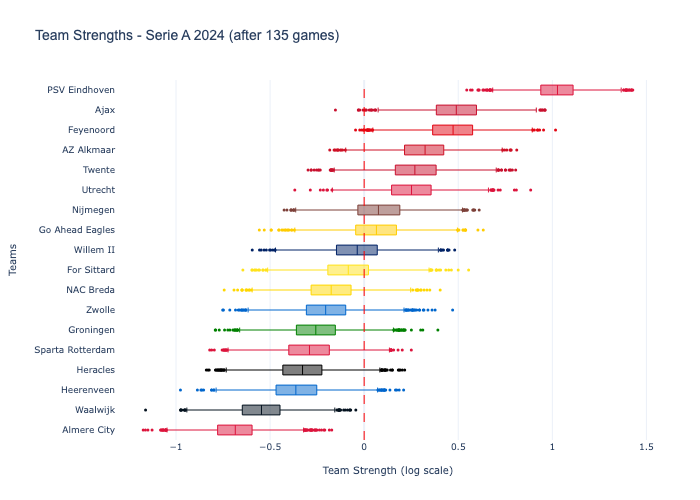 Team Strengths - Serie A 2024 (after 135 games)
PSV Eindhoven
Ajax
Feyenoord
AZ Alkmaar
Twente
Utrecht
Nijmegen
Go Ahead Eagles
Willem II
For Sittard
NAC Breda
Zwolle
Groningen
Sparta Rotterdam
Heracles
Heerenveen
Waalwijk
Almere City
Teams
−1 −0.5 0 0.5 1 1.5
Team Strength (log scale)